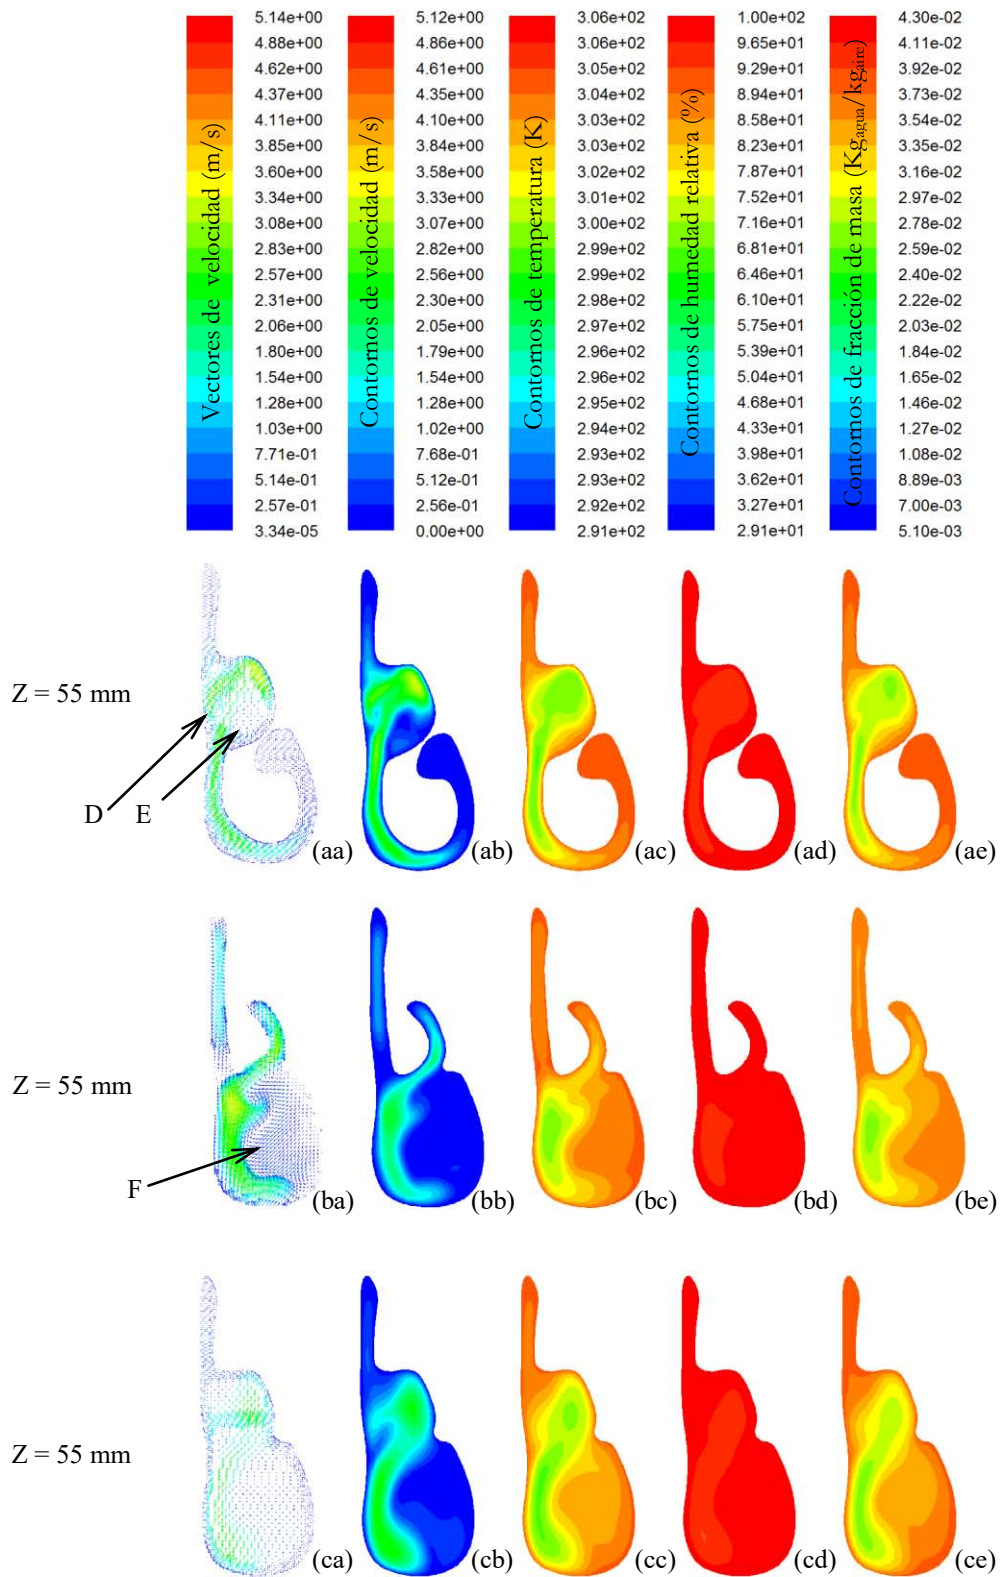 5.14e+00 5.12e+00 3.06e+02 1.00e+02 4.30e-02
4.88e+00 4.86e+00 3.06e+02 9.65e+01 4.11e-02
4.62e+00 4.61e+00 3.05e+02 9.29e+01 3.92e-02
4.37e+00 4.35e+00 3.04e+02 8.94e+01 3.73e-02
4.11e+00 4.10e+00 3.03e+02 8.58e+01 3.54e-02
3.85e+00 3.84e+00 3.03e+02 8.23e+01 3.35e-02
3.60e+00 3.58e+00 3.02e+02 7.87e+01 3.16e-02
3.34e+00 3.33e+00 3.01e+02 7.52e+01 2.97e-02
3.08e+00 3.07e+00 3.00e+02 7.16e+01 2.78e-02
2.83e+00 2.82e+00 2.99e+02 6.81e+01 2.59e-02
2.57e+00 2.56e+00 2.99e+02 6.46e+01 2.40e-02
2.31e+00 2.30e+00 2.98e+02 6.10e+01 2.22e-02
2.06e+00 2.05e+00 2.97e+02 5.75e+01 2.03e-02
1.80e+00 1.79e+00 2.96e+02 5.39e+01 1.84e-02
1.54e+00 1.54e+00 2.96e+02 5.04e+01 1.65e-02
1.28e+00 1.28e+00 2.95e+02 4.68e+01 1.46e-02
1.03e+00 1.02e+00 2.94e+02 4.33e+01 1.27e-02
7.71e-01 7.68e-01 2.93e+02 3.98e+01 1.08e-02
5.14e-01 5.12e-01 2.93e+02 3.62e+01 8.89e-03
2.57e-01 2.56e-01 2.92e+02 3.27e+01 7.00e-03
3.34e-05 0.00e+00 2.91e+02 2.91e+01 5.10e-03
Vectores de velocidad (m/s)
Contornos de velocidad (m/s)
Contornos de temperatura (K)
Contornos de humedad relativa (%)
Contornos de fracción de masa (Kgagua/kgaire)
Z = 55 mm
D E
(aa) (ab) (ac) (ad) (ae)
Z = 55 mm
F
(ba) (bb) (bc) (bd) (be)
Z = 55 mm
(ca) (cb) (cc) (cd) (ce)